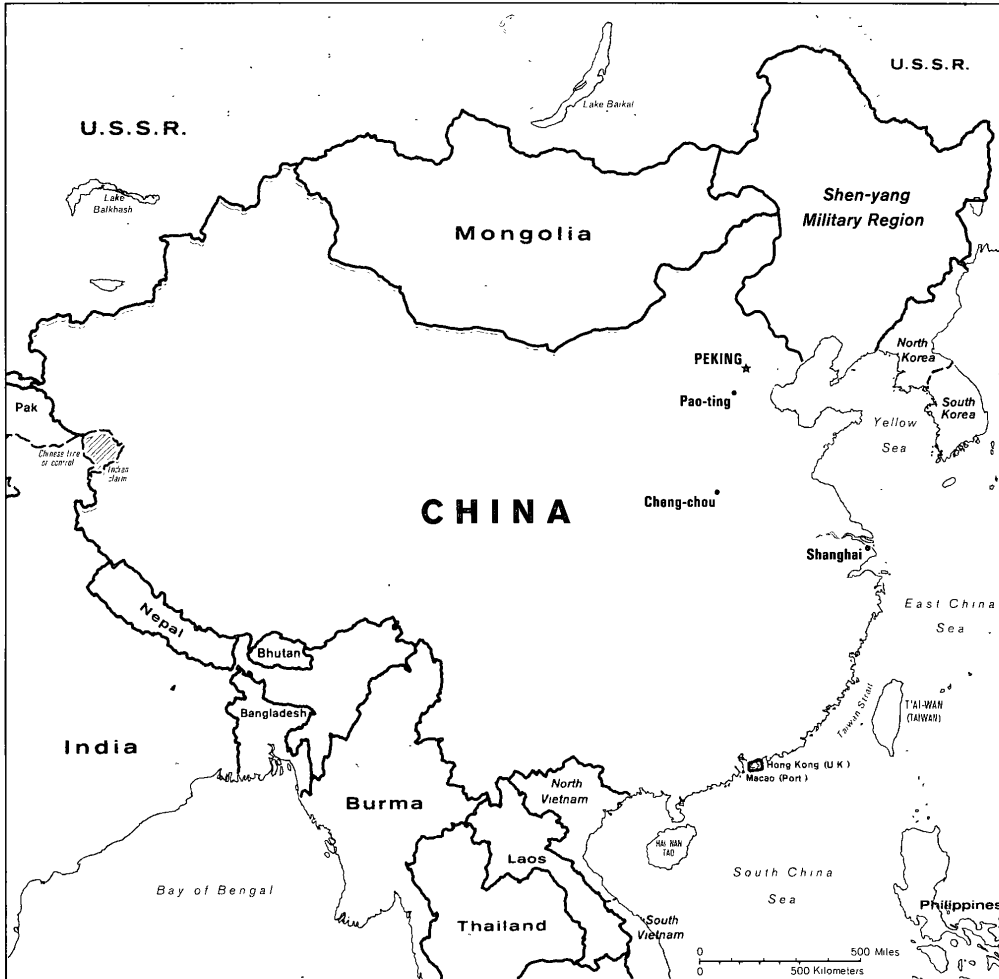 U.S.S.R.
U.S.S.R.
Lake Baikal
Lake
Balkhash
Shen-yang
Military Region
Mongolia
North
Korea
PEKING
Pao-ting
South
Korea
Pak
Yellow
Sea
Chinese line
of control
Indian
claim
CHINA
Cheng-chou
Shanghai
East China
Sea
Nepal
Bhutan
Bangladesh
Taiwan Strait
T'AI-WAN
(TAIWAN)
India
Hong Kong (U K )
Macao (Port )
North
Vietnam
Burma
HAI NAN
TAO
Laos
South China
Sea
Bay of Bengal
Philippines
Thailand
South
Vietnam
0 500 Miles
0 500 Kilometers